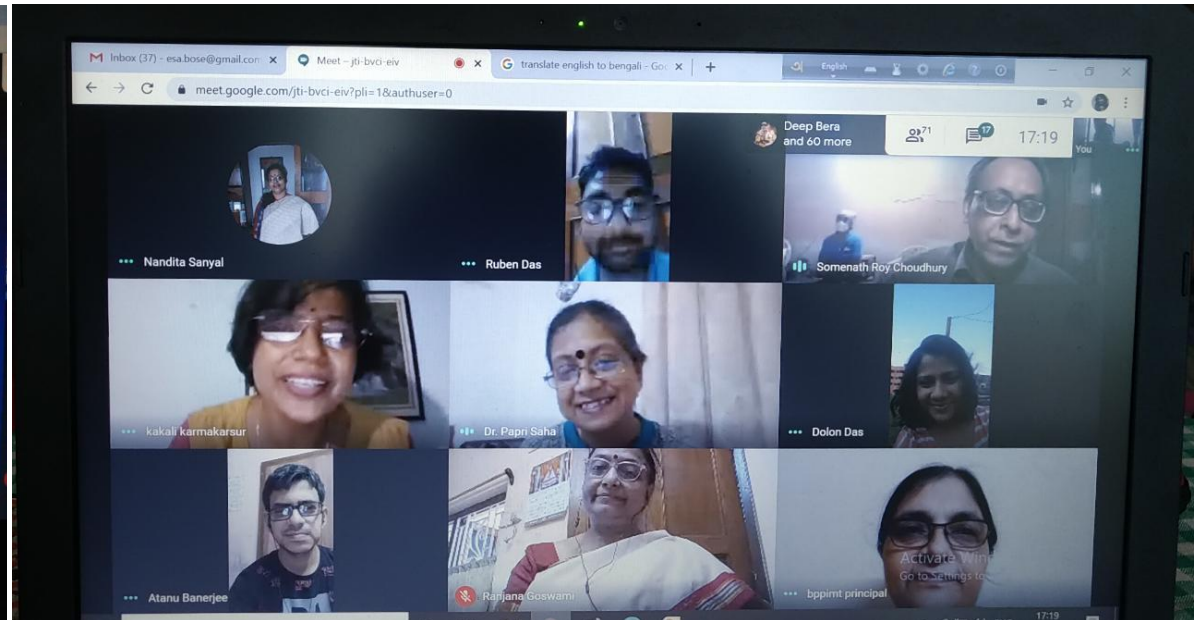 Inbox (37) - esa.bose@gmail.com
Meet – jti-bvci-eiv
translate english to bengali - Goo
English
meet.google.com/jti-bvci-eiv?pli=1&authuser=0
Deep Bera
and 60 more
71
17
17:19
You
Nandita Sanyal
Ruben Das
Somenath Roy Choudhury
kakali karmakarsur
Dr. Papri Saha
Dolon Das
Atanu Banerjee
Ranjana Goswami
bppimt principal
Activate Win
Go to Settings to
17:19